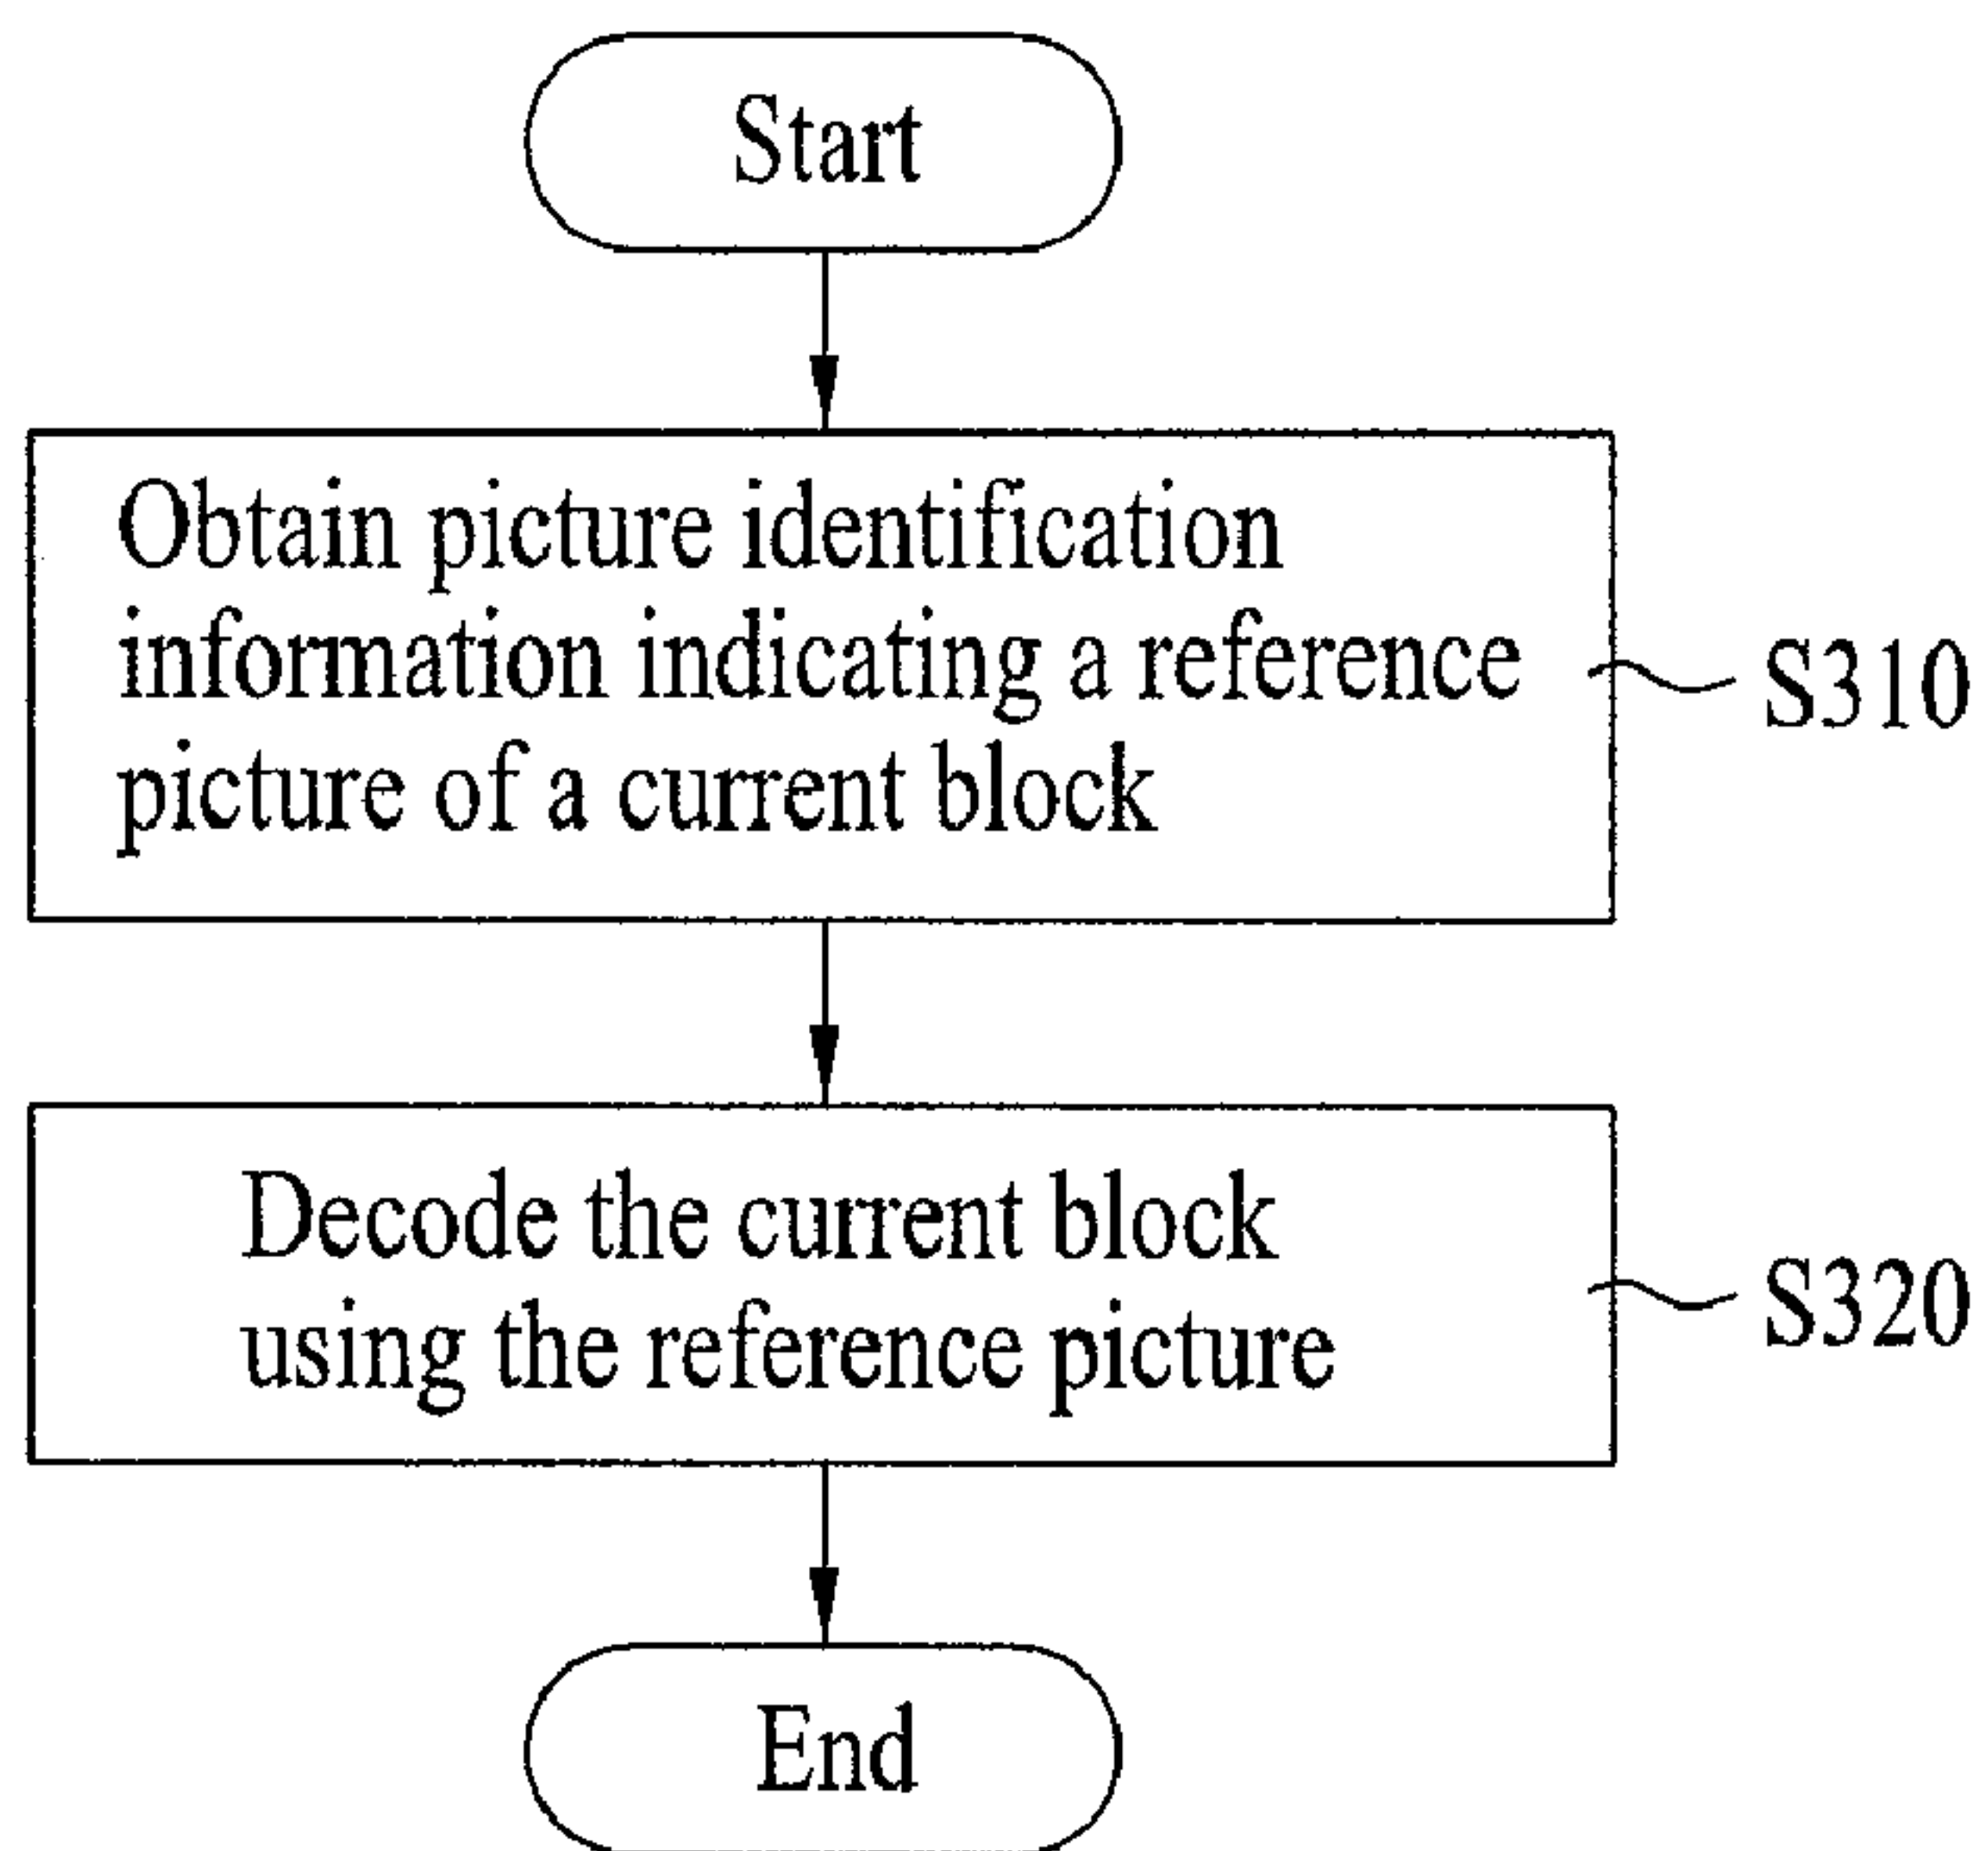 Start
Obtain picture identification
information indicating a reference
picture of a current block
S310
Decode the current block
using the reference picture
S320
End